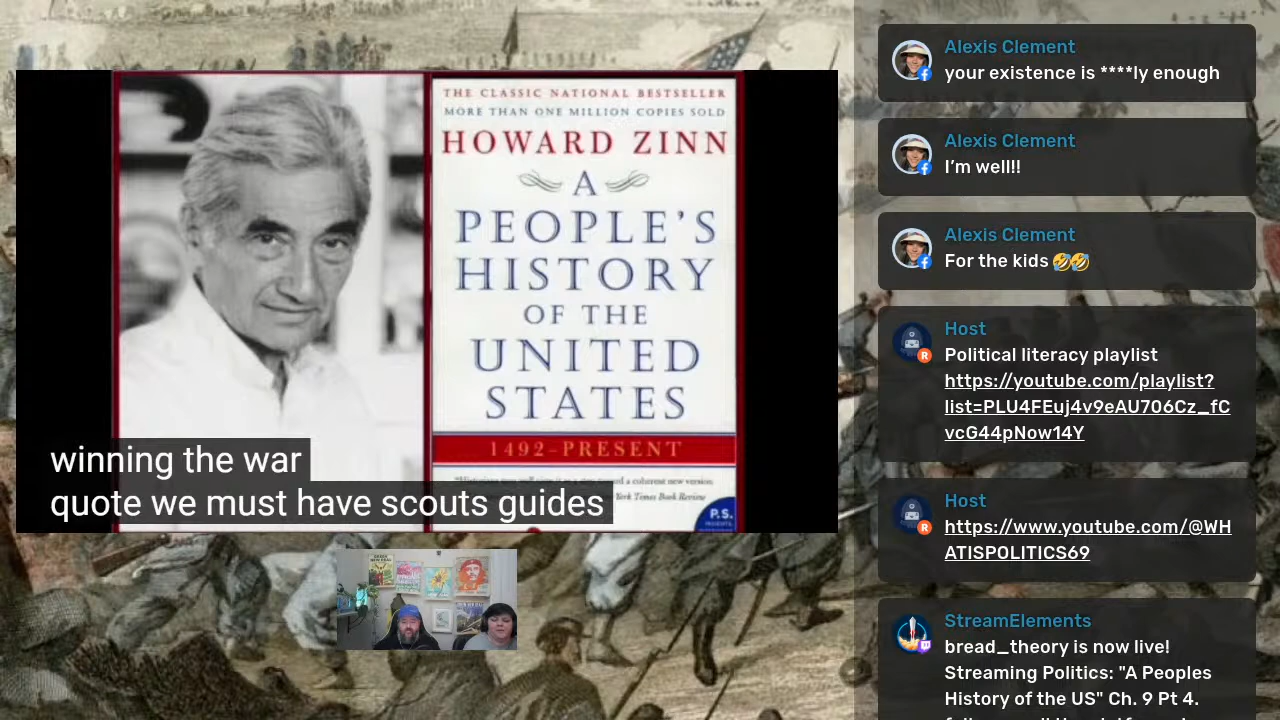 THE CLASSIC NATIONAL BESTSELLER
MORE THAN ONE MILLION COPIES SOLD
HOWARD ZINN
A
PEOPLE'S
HISTORY
OF THE
UNITED
STATES
1492–PRESENT
York Times Book Review
P.S.
winning the war
quote we must have scouts guides
Alexis Clement
your existence is ****ly enough
Alexis Clement
I'm well!!
Alexis Clement
For the kids 🤣🤣
Host
Political literacy playlist
https://youtube.com/playlist?
list=PLU4FEuj4v9eAU706Cz_fC
vcG44pNow14Y
Host
https://www.youtube.com/@WH
ATISPOLITICS69
StreamElements
bread_theory is now live!
Streaming Politics: "A Peoples
History of the US" Ch. 9 Pt 4.